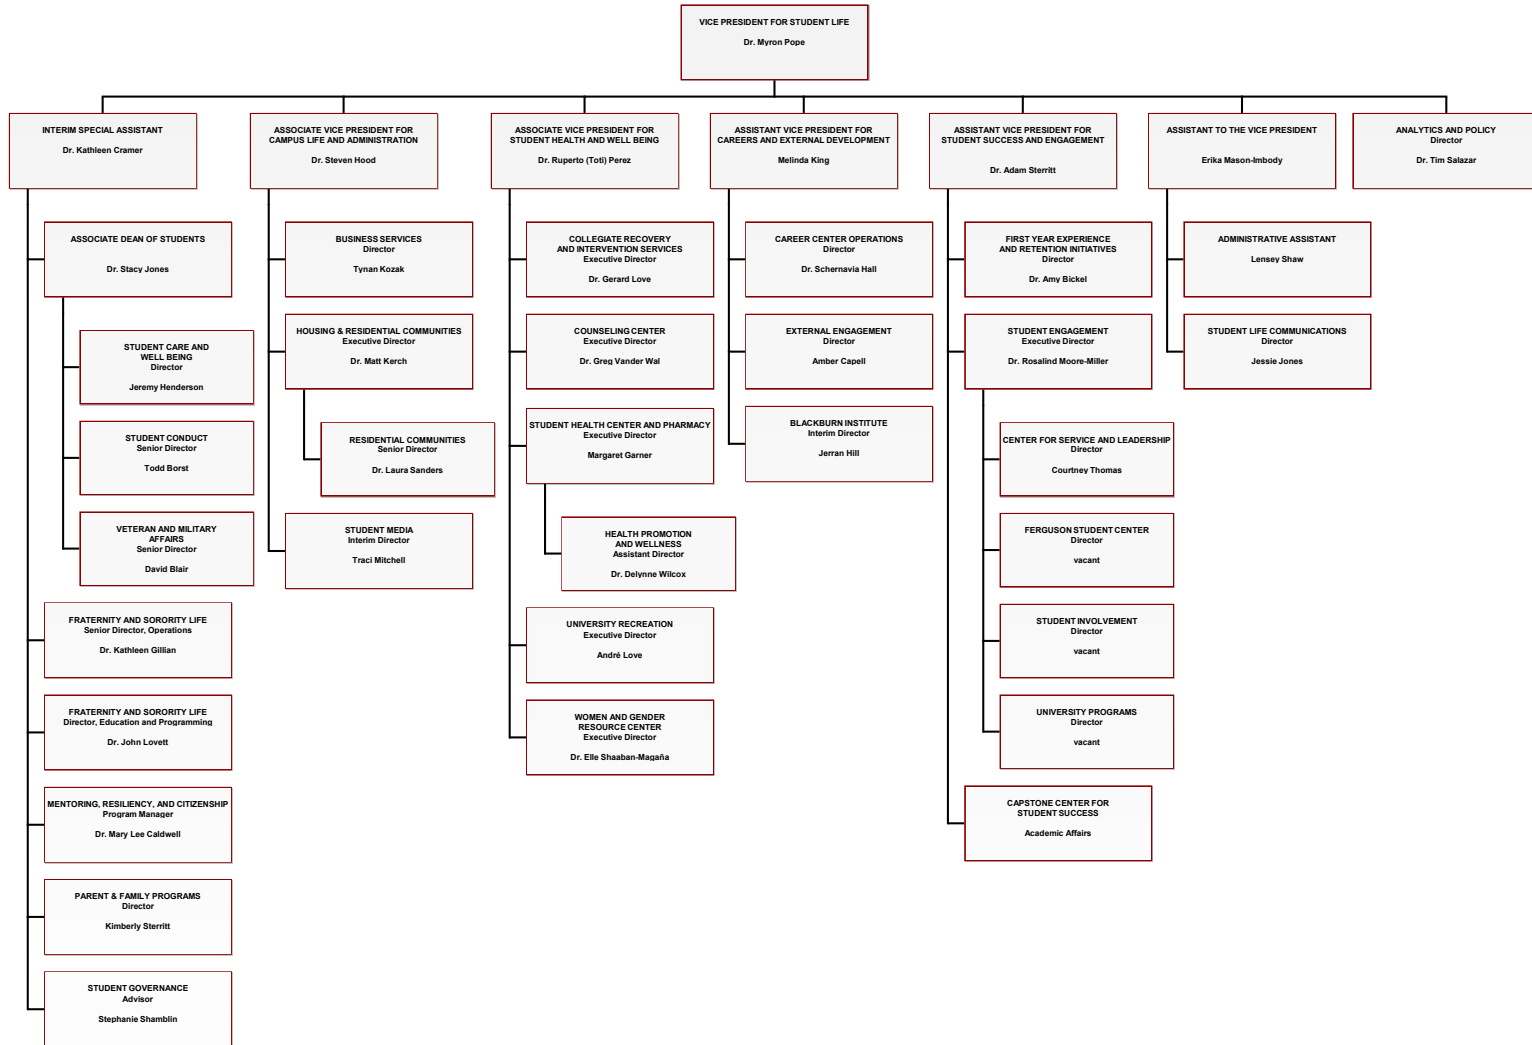 VICE PRESIDENT FOR STUDENT LIFE
Dr. Myron Pope
INTERIM SPECIAL ASSISTANT
Dr. Kathleen Cramer
ASSOCIATE DEAN OF STUDENTS
Dr. Stacy Jones
STUDENT CARE AND
WELL BEING
Director
Jeremy Henderson
STUDENT CONDUCT
Senior Director
Todd Borst
VETERAN AND MILITARY
AFFAIRS
Senior Director
David Blair
FRATERNITY AND SORORITY LIFE
Senior Director, Operations
Dr. Kathleen Gillian
FRATERNITY AND SORORITY LIFE
Director, Education and Programming
Dr. John Lovett
MENTORING, RESILIENCY, AND CITIZENSHIP
Program Manager
Dr. Mary Lee Caldwell
PARENT & FAMILY PROGRAMS
Director
Kimberly Sterritt
STUDENT GOVERNANCE
Advisor
Stephanie Shamblin
ASSOCIATE VICE PRESIDENT FOR
CAMPUS LIFE AND ADMINISTRATION
Dr. Steven Hood
BUSINESS SERVICES
Director
Tynan Kozak
HOUSING & RESIDENTIAL COMMUNITIES
Executive Director
Dr. Matt Kerch
RESIDENTIAL COMMUNITIES
Senior Director
Dr. Laura Sanders
STUDENT MEDIA
Interim Director
Traci Mitchell
ASSOCIATE VICE PRESIDENT FOR
STUDENT HEALTH AND WELL BEING
Dr. Ruperto (Toti) Perez
COLLEGIATE RECOVERY
AND INTERVENTION SERVICES
Executive Director
Dr. Gerard Love
COUNSELING CENTER
Executive Director
Dr. Greg Vander Wal
STUDENT HEALTH CENTER AND PHARMACY
Executive Director
Margaret Garner
HEALTH PROMOTION
AND WELLNESS
Assistant Director
Dr. Delynne Wilcox
UNIVERSITY RECREATION
Executive Director
André Love
WOMEN AND GENDER
RESOURCE CENTER
Executive Director
Dr. Elle Shaaban-Magaña
ASSISTANT VICE PRESIDENT FOR
CAREERS AND EXTERNAL DEVELOPMENT
Melinda King
CAREER CENTER OPERATIONS
Director
Dr. Schernavia Hall
EXTERNAL ENGAGEMENT
Director
Amber Capell
BLACKBURN INSTITUTE
Interim Director
Jerran Hill
ASSISTANT VICE PRESIDENT FOR
STUDENT SUCCESS AND ENGAGEMENT
Dr. Adam Sterritt
FIRST YEAR EXPERIENCE
AND RETENTION INITIATIVES
Director
Dr. Amy Bickel
STUDENT ENGAGEMENT
Executive Director
Dr. Rosalind Moore-Miller
CENTER FOR SERVICE AND LEADERSHIP
Director
Courtney Thomas
FERGUSON STUDENT CENTER
Director
vacant
STUDENT INVOLVEMENT
Director
vacant
UNIVERSITY PROGRAMS
Director
vacant
CAPSTONE CENTER FOR
STUDENT SUCCESS
Academic Affairs
ASSISTANT TO THE VICE PRESIDENT
Erika Mason-Imbody
ADMINISTRATIVE ASSISTANT
Lensey Shaw
STUDENT LIFE COMMUNICATIONS
Director
Jessie Jones
ANALYTICS AND POLICY
Director
Dr. Tim Salazar